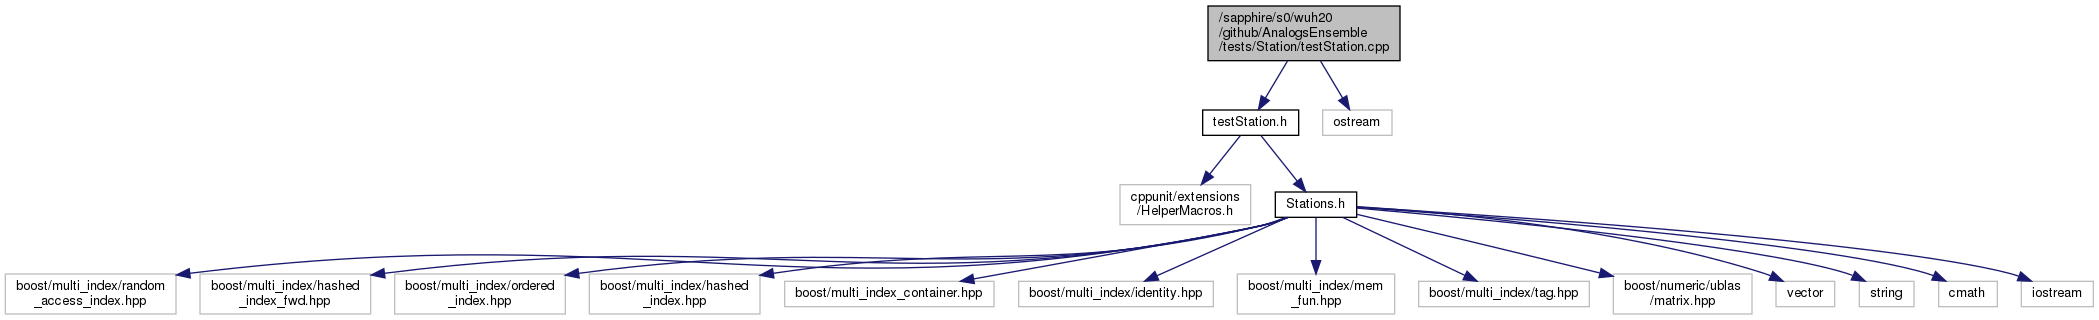 /sapphire/s0/wuh20
/github/AnalogsEnsemble
/tests/Station/testStation.cpp
testStation.h
ostream
cppunit/extensions
/HelperMacros.h
Stations.h
boost/multi_index/random
_access_index.hpp
boost/multi_index/hashed
_index_fwd.hpp
boost/multi_index/ordered
_index.hpp
boost/multi_index/hashed
_index.hpp
boost/multi_index_container.hpp
boost/multi_index/identity.hpp
boost/multi_index/mem
_fun.hpp
boost/multi_index/tag.hpp
boost/numeric/ublas
/matrix.hpp
vector
string
cmath
iostream